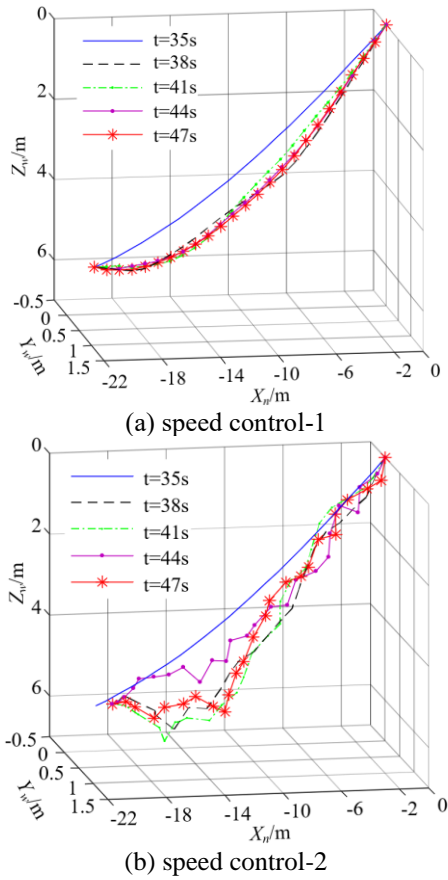 0
2
4
6
-0.5
0
0.5
1
1.5
Z_w/m
Y_w/m
t=35s
t=38s
t=41s
t=44s
t=47s
-22
-18
-14
-10
-6
-2
0
X_n/m
(a) speed control-1
0
2
4
6
-0.5
0
0.5
1
1.5
Z_w/m
Y_w/m
t=35s
t=38s
t=41s
t=44s
t=47s
-22
-18
-14
-10
-6
-2
0
X_n/m
(b) speed control-2